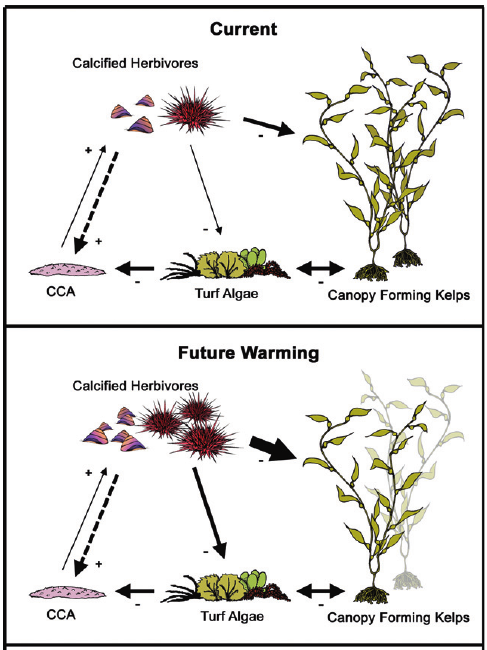 Current
Calcified Herbivores
-
+
-
+
-
-
CCA
Turf Algae
Canopy Forming Kelps
Future Warming
Calcified Herbivores
-
+
-
+
-
-
CCA
Turf Algae
Canopy Forming Kelps